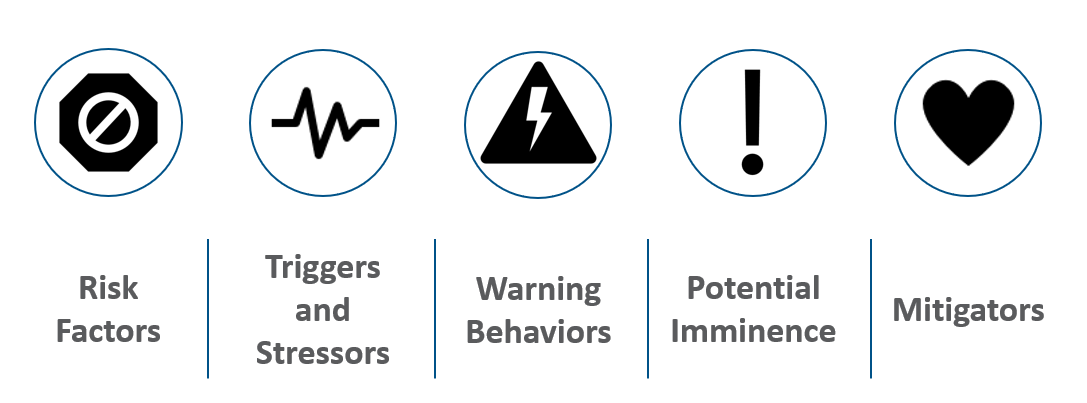 Risk
Factors
Triggers
and
Stressors
Warning
Behaviors
Potential
Imminence
Mitigators